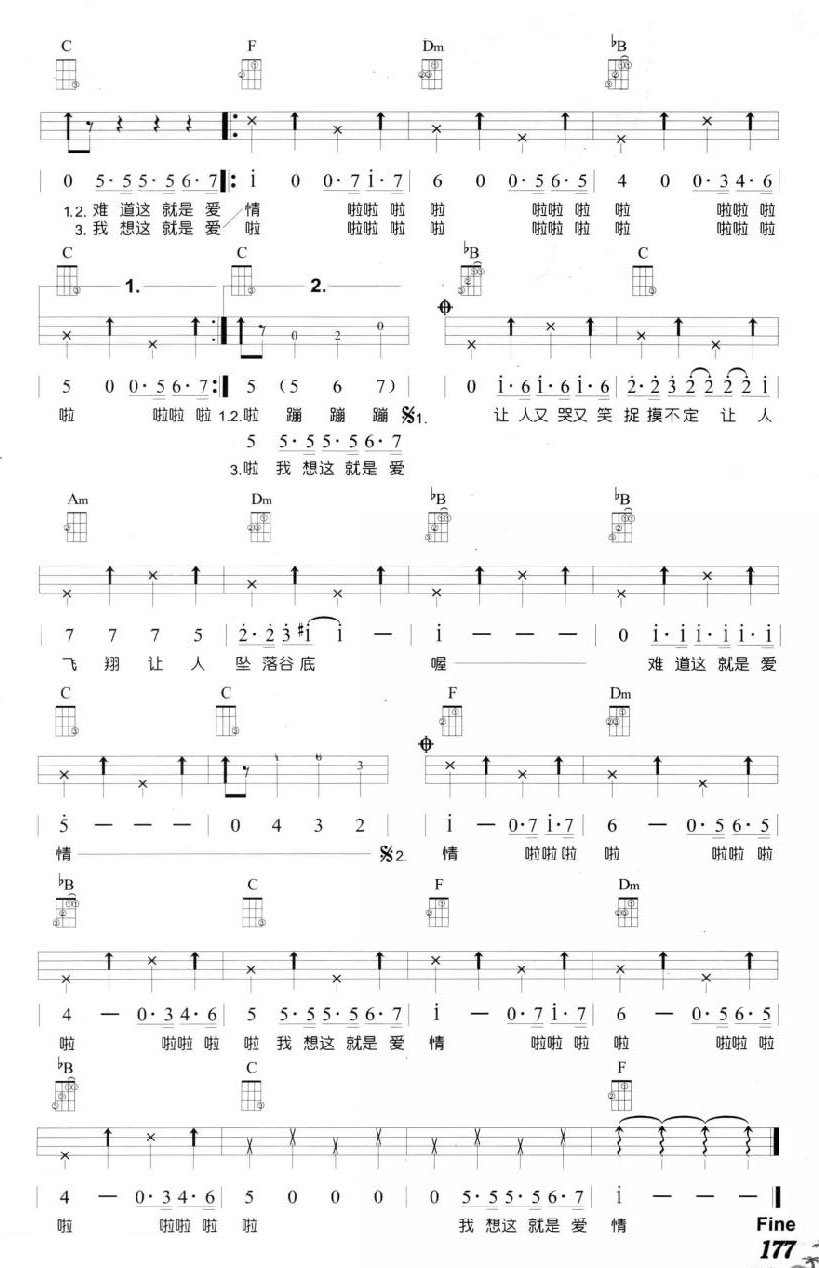 C F Dm ♭B
| 0 5·5 5·5 6·7 |: i 0 0·7 i·7 | 6 0 0·5 6·5 | 4 0 0·3 4·6 |
1.2. 难 道这 就是 爱 情 啦啦 啦 啦 啦啦 啦 啦 啦啦 啦
3. 我 想这 就是 爱 啦 啦啦 啦 啦 啦啦 啦 啦 啦啦 啦
C C ♭B C
1. 2.
0 2 0
5 0 0·5 6·7 :| 5 (5 6 7) | 0 i·6 i·6 i·6 | 2·2 3 2 2 2 2 i |
啦 啦啦 啦 1.2.啦 蹦 蹦 蹦 𝄋1. 让 人又 哭又 笑 捉 摸不定 让 人
5 5·5 5·5 6·7
3.啦 我 想这 就是 爱
Am Dm ♭B ♭B
| 7 7 7 5 | 2·2 3 #i i — | i — — — | 0 i·i i·i i·i |
飞 翔 让 人 坠 落谷 底 喔 难 道这 就是 爱
C C F Dm
3
| 5 — — — | 0 4 3 2 | i — 0·7 i·7 | 6 — 0·5 6·5 |
情 𝄋2. 情 啦啦 啦 啦 啦啦 啦
♭B C F Dm
| 4 — 0·3 4·6 | 5 5·5 5·5 6·7 | i — 0·7 i·7 | 6 — 0·5 6·5 |
啦 啦啦 啦 啦 我 想这 就是 爱 情 啦啦 啦 啦 啦啦 啦
♭B C F
| 4 — 0·3 4·6 | 5 0 0 0 | 0 5·5 5·5 6·7 | i — — — ‖
啦 啦啦 啦 啦 我 想这 就是 爱 情
Fine
177